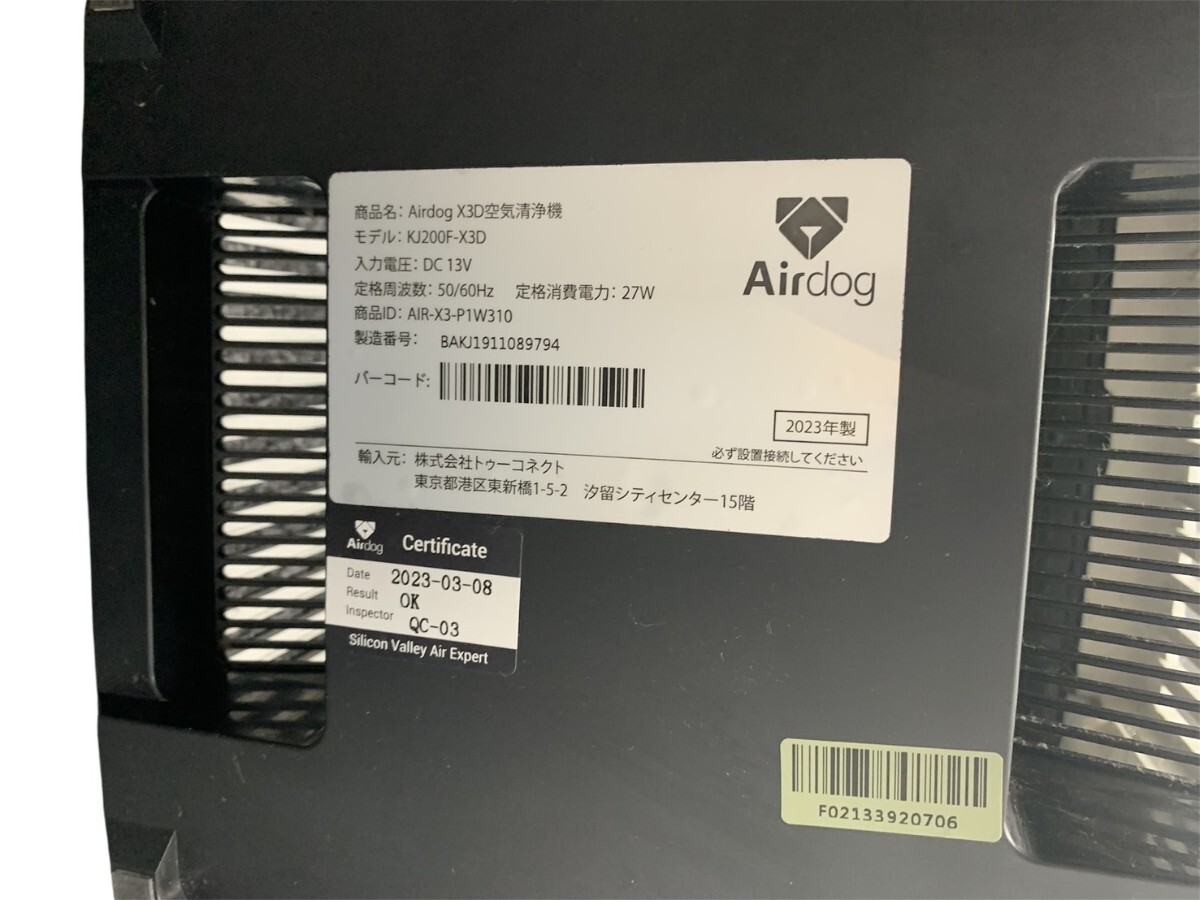 商品名: Airdog X3D空気清浄機
モデル: KJ200F-X3D
入力電圧: DC 13V
定格周波数: 50/60Hz 定格消費電力: 27W
商品ID: AIR-X3-P1W310
製造番号: BAKJ1911089794
バーコード:
Airdog
2023年製
必ず設置接続してください
輸入元: 株式会社トゥーコネクト
東京都港区東新橋1-5-2 汐留シティセンター15階
Airdog Certificate
Date 2023-03-08
Result OK
Inspector QC-03
Silicon Valley Air Expert
F02133920706